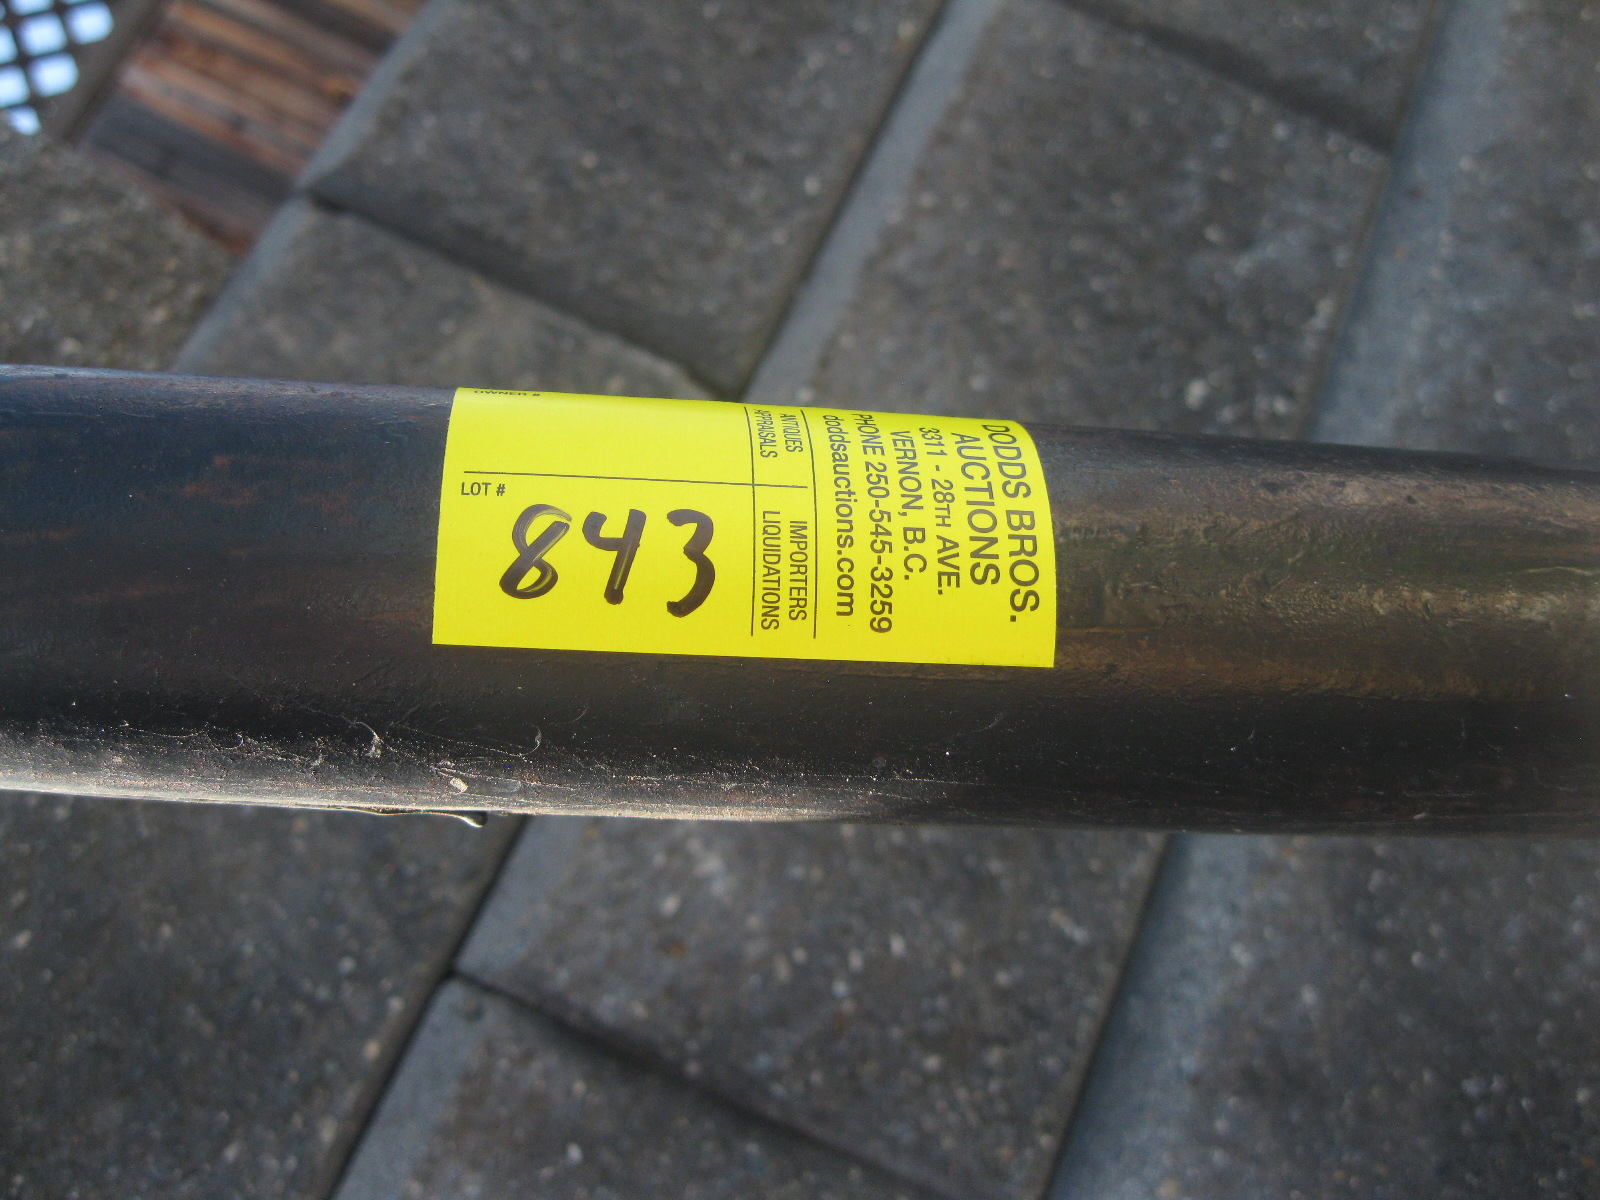 DODDS BROS.
AUCTIONS
3311 - 28TH AVE.
VERNON, B.C.
PHONE 250-545-3259
doddsauctions.com
ANTIQUES
APPRAISALS
IMPORTERS
LIQUIDATIONS
OWNER #
LOT #
843